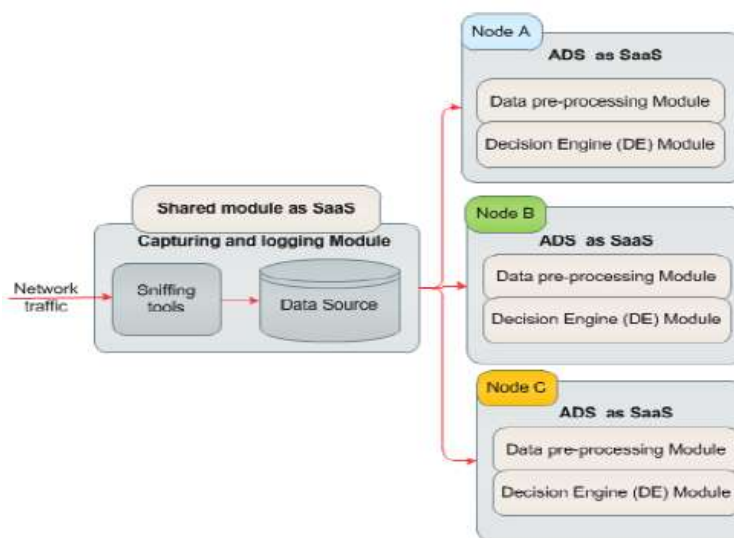 Network
traffic
Shared module as SaaS
Capturing and logging Module
Sniffing
tools
Data Source
Node A
ADS as SaaS
Data pre-processing Module
Decision Engine (DE) Module
Node B
ADS as SaaS
Data pre-processing Module
Decision Engine (DE) Module
Node C
ADS as SaaS
Data pre-processing Module
Decision Engine (DE) Module